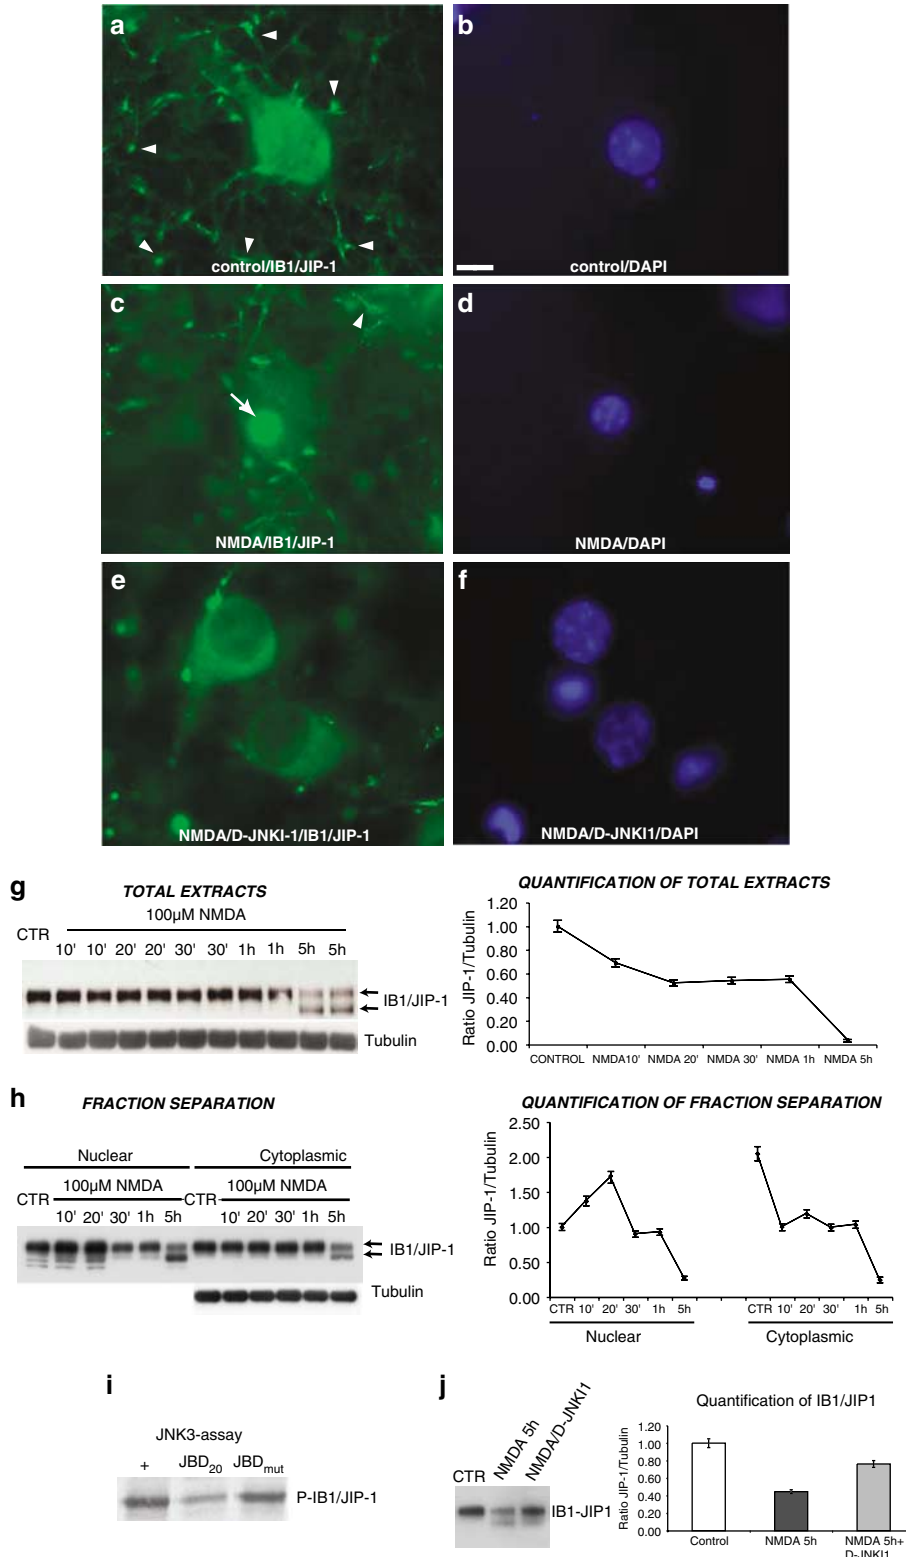 a
b
control/IB1/JIP-1
control/DAPI
c
d
NMDA/IB1/JIP-1
NMDA/DAPI
e
f
NMDA/D-JNKI-1/IB1/JIP-1
NMDA/D-JNKI1/DAPI
g
TOTAL EXTRACTS
100µM NMDA
CTR
10' 10' 20' 20' 30' 30' 1h 1h 5h 5h
IB1/JIP-1
Tubulin
QUANTIFICATION OF TOTAL EXTRACTS
Ratio JIP-1/Tubulin
1.20
1.00
0.80
0.60
0.40
0.20
0.00
CONTROL NMDA10' NMDA 20' NMDA 30' NMDA 1h NMDA 5h
h
FRACTION SEPARATION
Nuclear Cytoplasmic
CTR 100µM NMDA CTR 100µM NMDA
10' 20' 30' 1h 5h 10' 20' 30' 1h 5h
IB1/JIP-1
Tubulin
QUANTIFICATION OF FRACTION SEPARATION
Ratio JIP-1/Tubulin
2.50
2.00
1.50
1.00
0.50
0.00
CTR 10' 20' 30' 1h 5h CTR 10' 20' 30' 1h 5h
Nuclear Cytoplasmic
i
JNK3-assay
+ JBD20 JBDmut
P-IB1/JIP-1
j
CTR NMDA 5h NMDA/D-JNKI1
IB1-JIP1
Quantification of IB1/JIP1
Ratio JIP-1/Tubulin
1.20
1.00
0.80
0.60
0.40
0.20
0.00
Control NMDA 5h NMDA 5h+
D-JNKI1